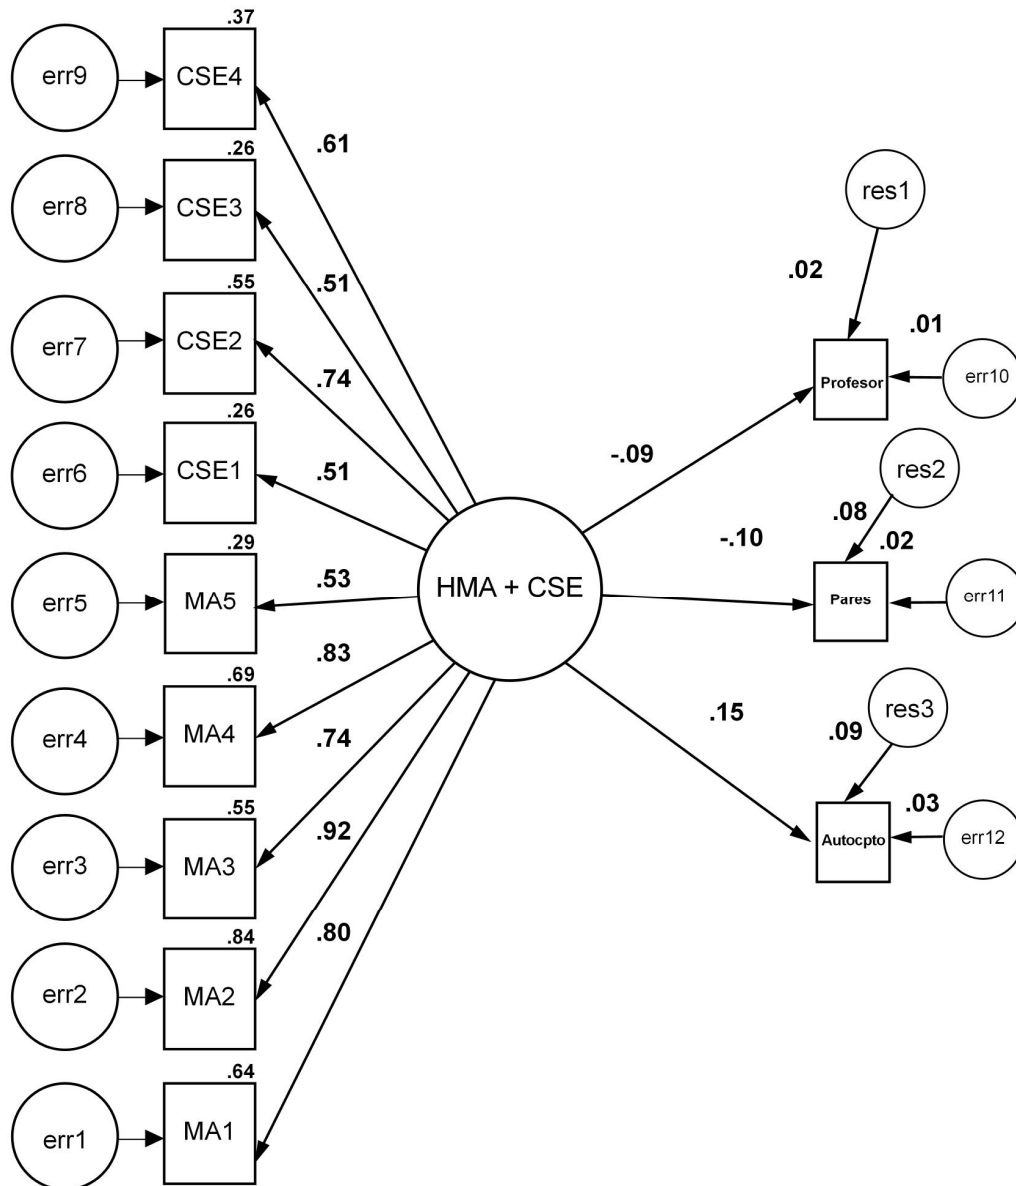 .37
err9
CSE4
.61
.26
err8
CSE3
.51
.55
err7
CSE2
.74
.26
err6
CSE1
.51
.29
err5
MA5
.53
.69
err4
MA4
.83
.55
err3
MA3
.74
.84
err2
MA2
.92
.64
err1
MA1
.80
HMA + CSE
res1
.02
.01
Profesor
err10
-.09
res2
.08
.02
-.10
Pares
err11
res3
.09
.03
.15
Autocpto
err12